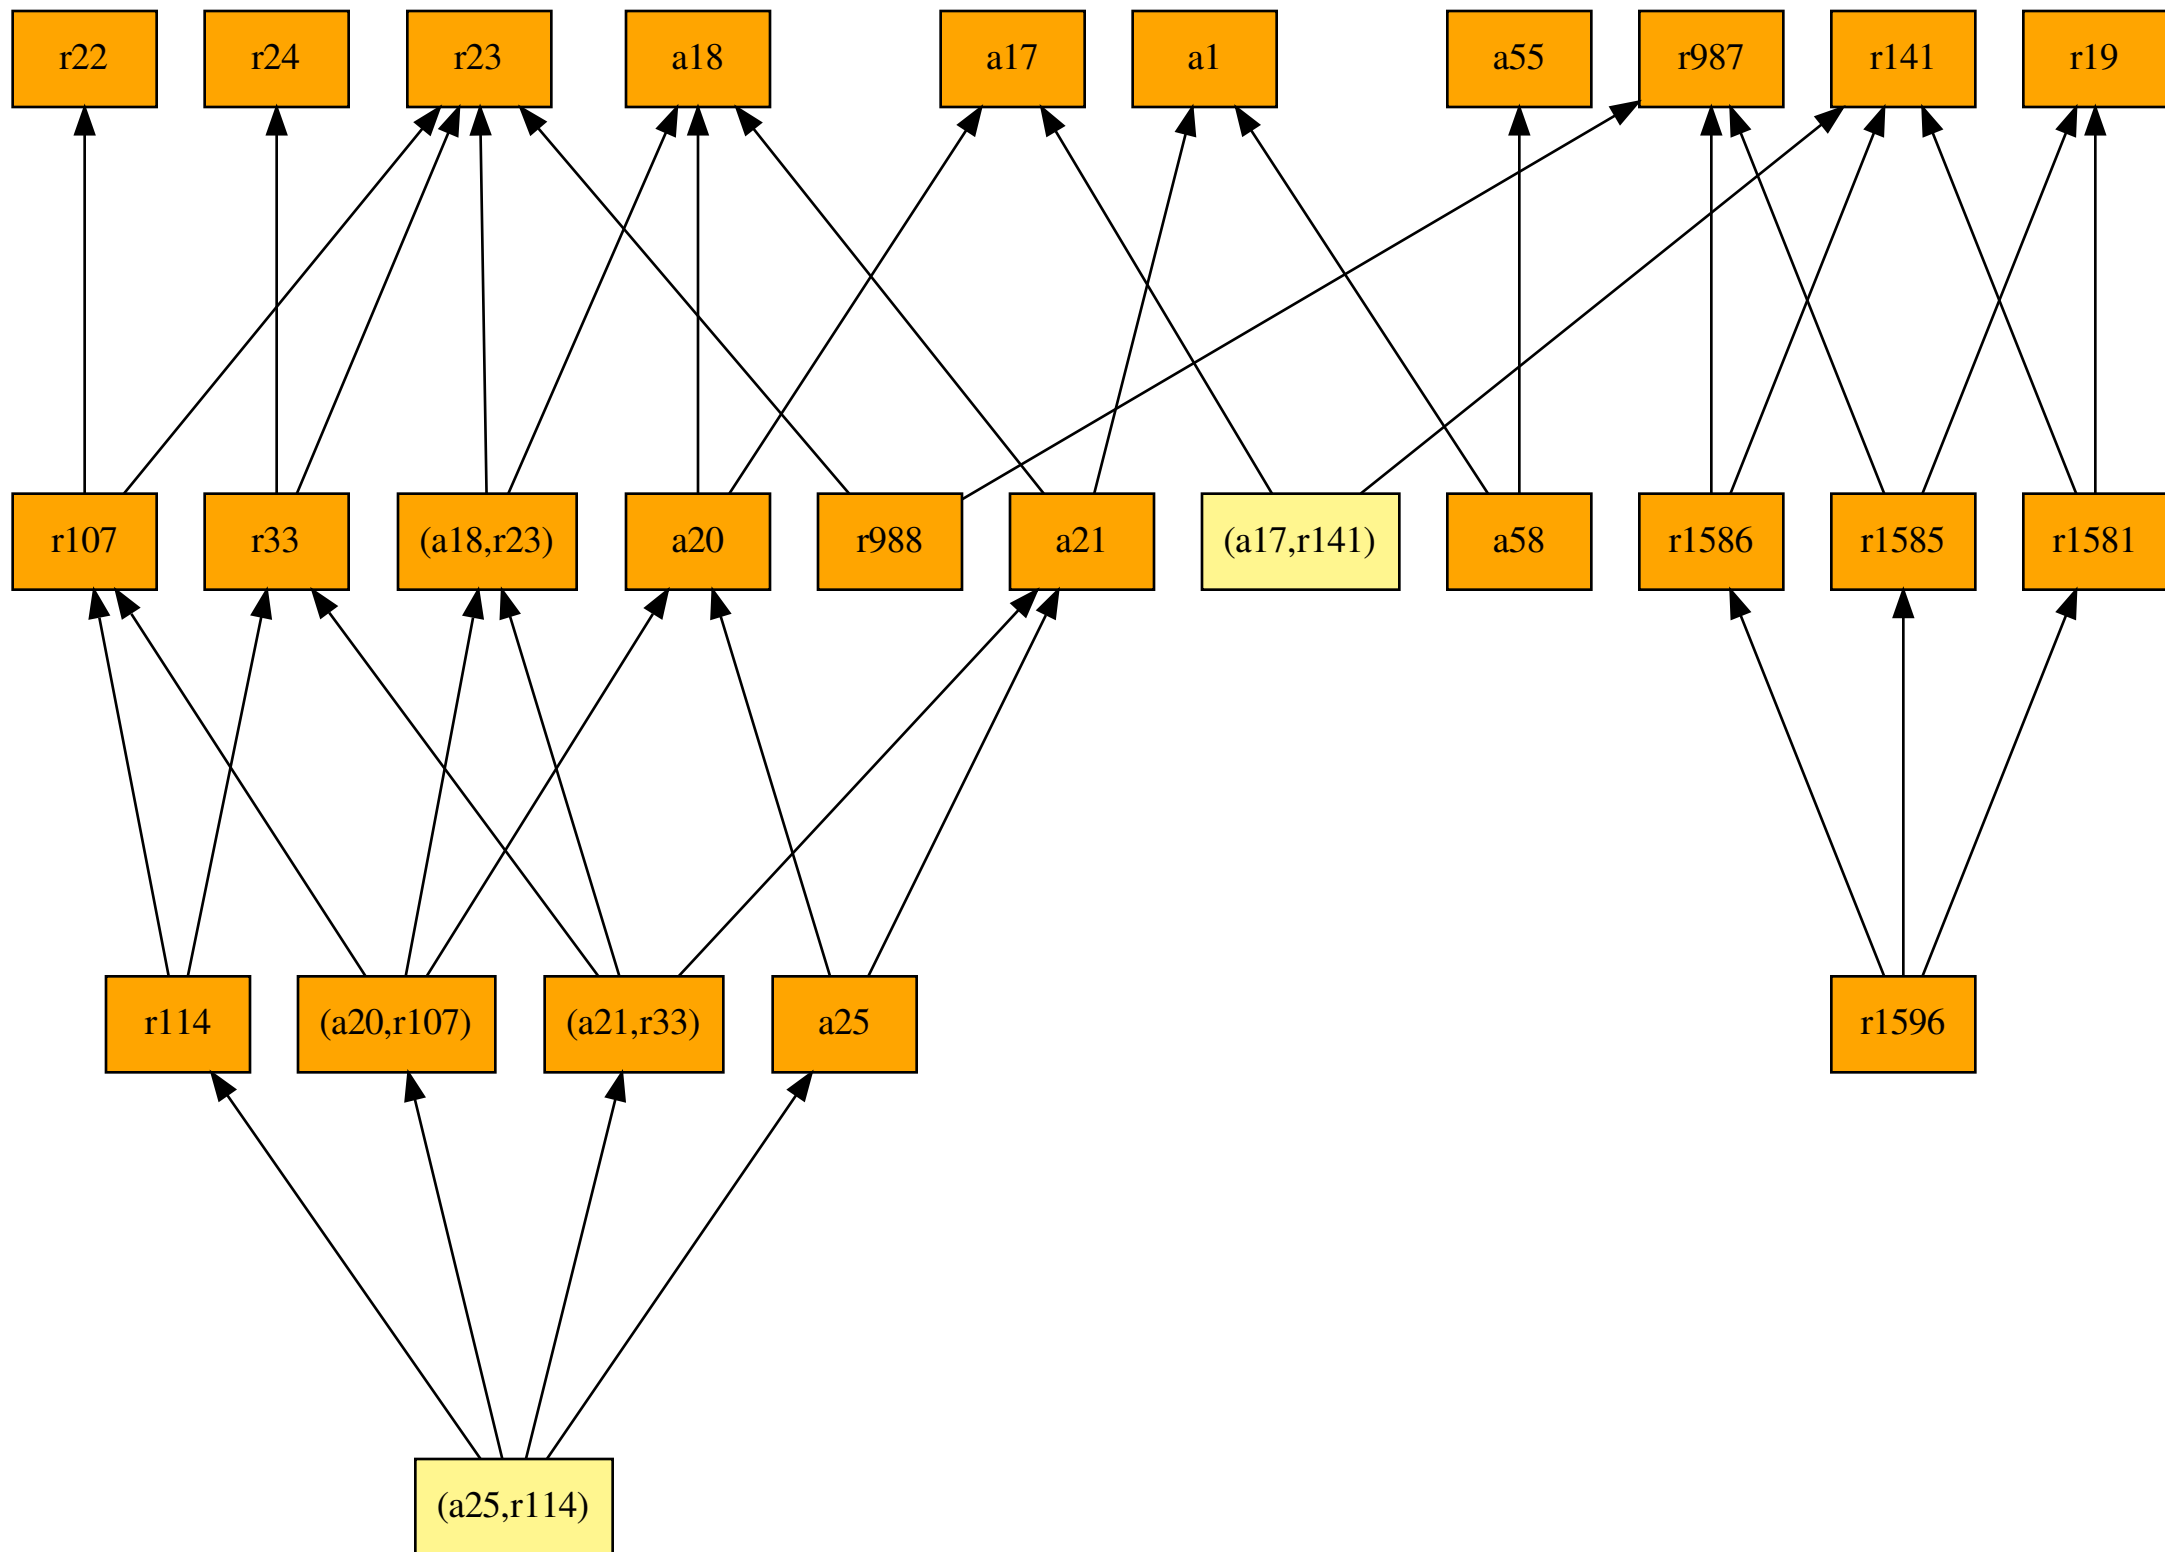 r22
r24
r23
a18
a17
a1
a55
r987
r141
r19
r107
r33
(a18,r23)
a20
r988
a21
(a17,r141)
a58
r1586
r1585
r1581
r114
(a20,r107)
(a21,r33)
a25
r1596
(a25,r114)